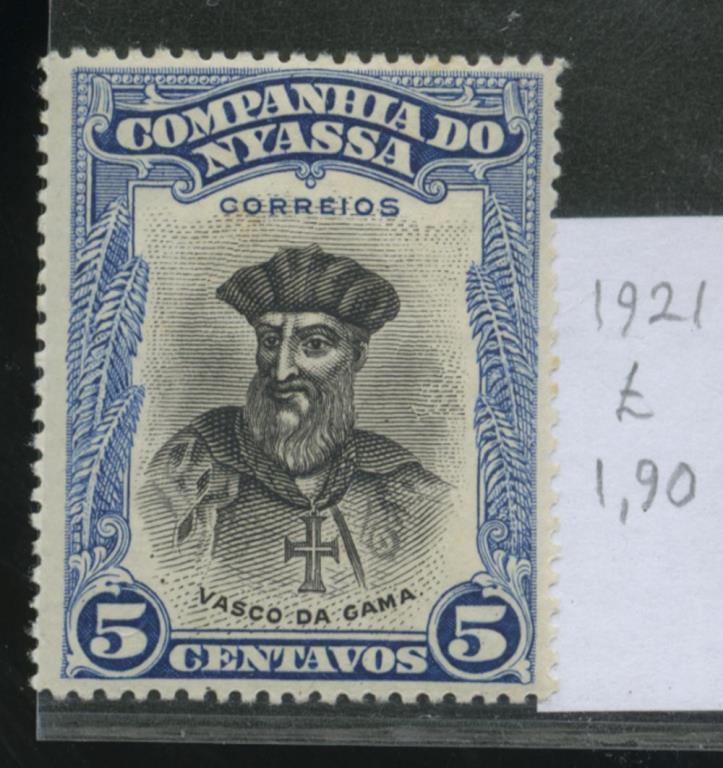 COMPANHIA DO
NYASSA
CORREIOS
VASCO DA GAMA.
5 CENTAVOS 5
1921
£
1,90